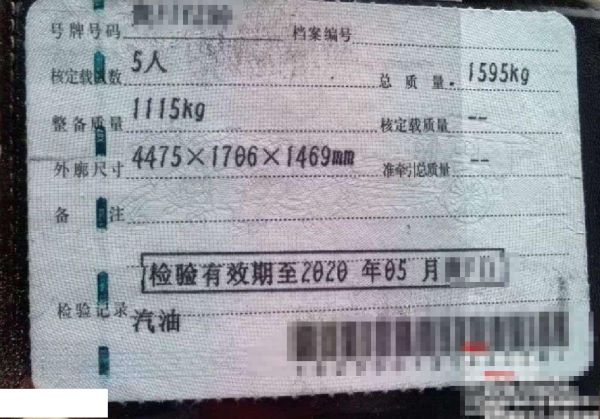 号牌号码 档案编号
核定载人数 5人 总质量 1595kg
整备质量 1115kg 核定载质量 --
外廓尺寸 4475×1706×1469mm 准牵引总质量 --
备注
检验有效期至2020年05月
检验记录 汽油